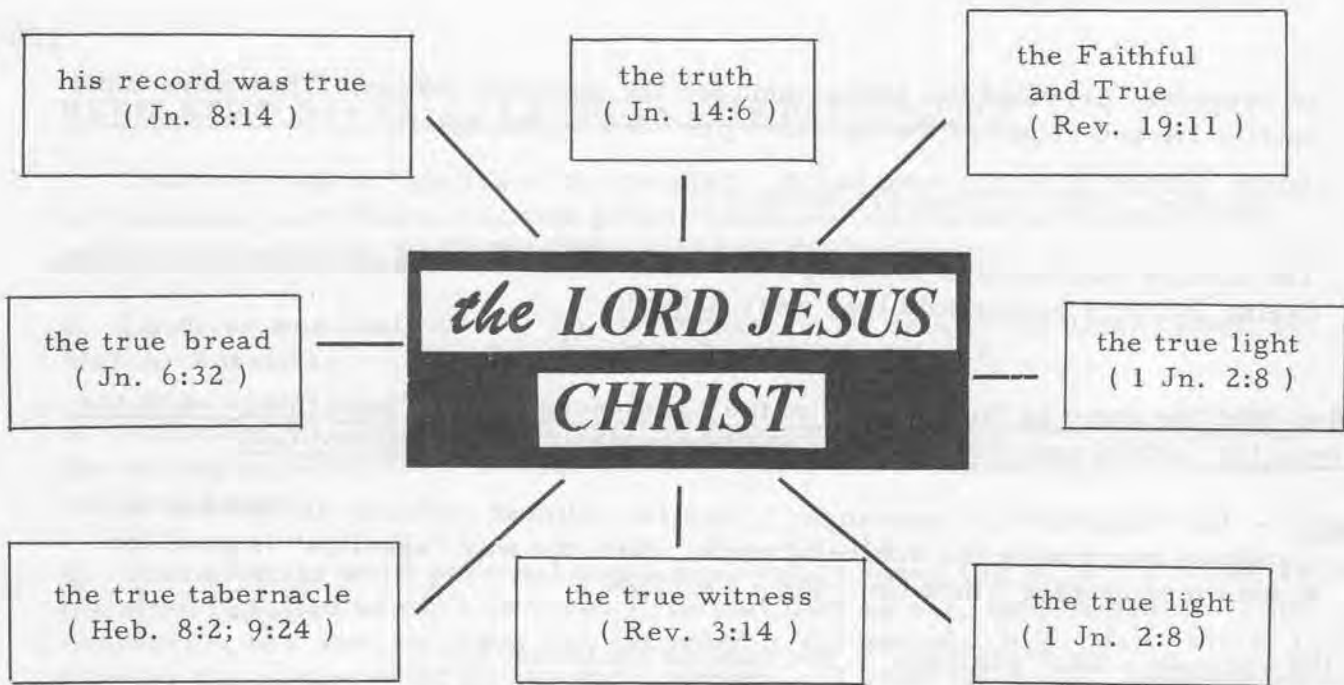 his record was true
( Jn. 8:14 )
the truth
( Jn. 14:6 )
the Faithful
and True
( Rev. 19:11 )
the LORD JESUS
CHRIST
the true bread
( Jn. 6:32 )
the true light
( 1 Jn. 2:8 )
the true tabernacle
( Heb. 8:2; 9:24 )
the true witness
( Rev. 3:14 )
the true light
(1 Jn. 2:8 )